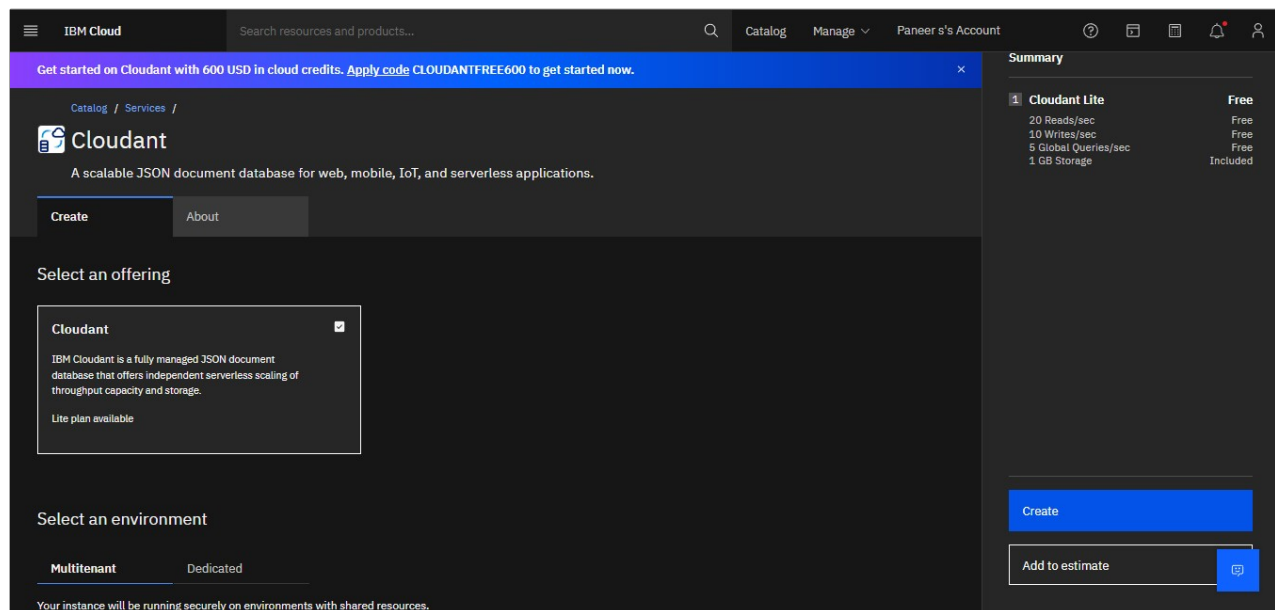 IBM Cloud
Search resources and products...
Catalog
Manage
Paneer s's Account
Get started on Cloudant with 600 USD in cloud credits. Apply code CLOUDANTFREE600 to get started now.
Catalog / Services /
Cloudant
A scalable JSON document database for web, mobile, IoT, and serverless applications.
Create
About
Select an offering
Cloudant
IBM Cloudant is a fully managed JSON document
database that offers independent serverless scaling of
throughput capacity and storage.
Lite plan available
Select an environment
Multitenant
Dedicated
Your instance will be running securely on environments with shared resources.
Summary
1 Cloudant Lite Free
20 Reads/sec Free
10 Writes/sec Free
5 Global Queries/sec Free
1 GB Storage Included
Create
Add to estimate